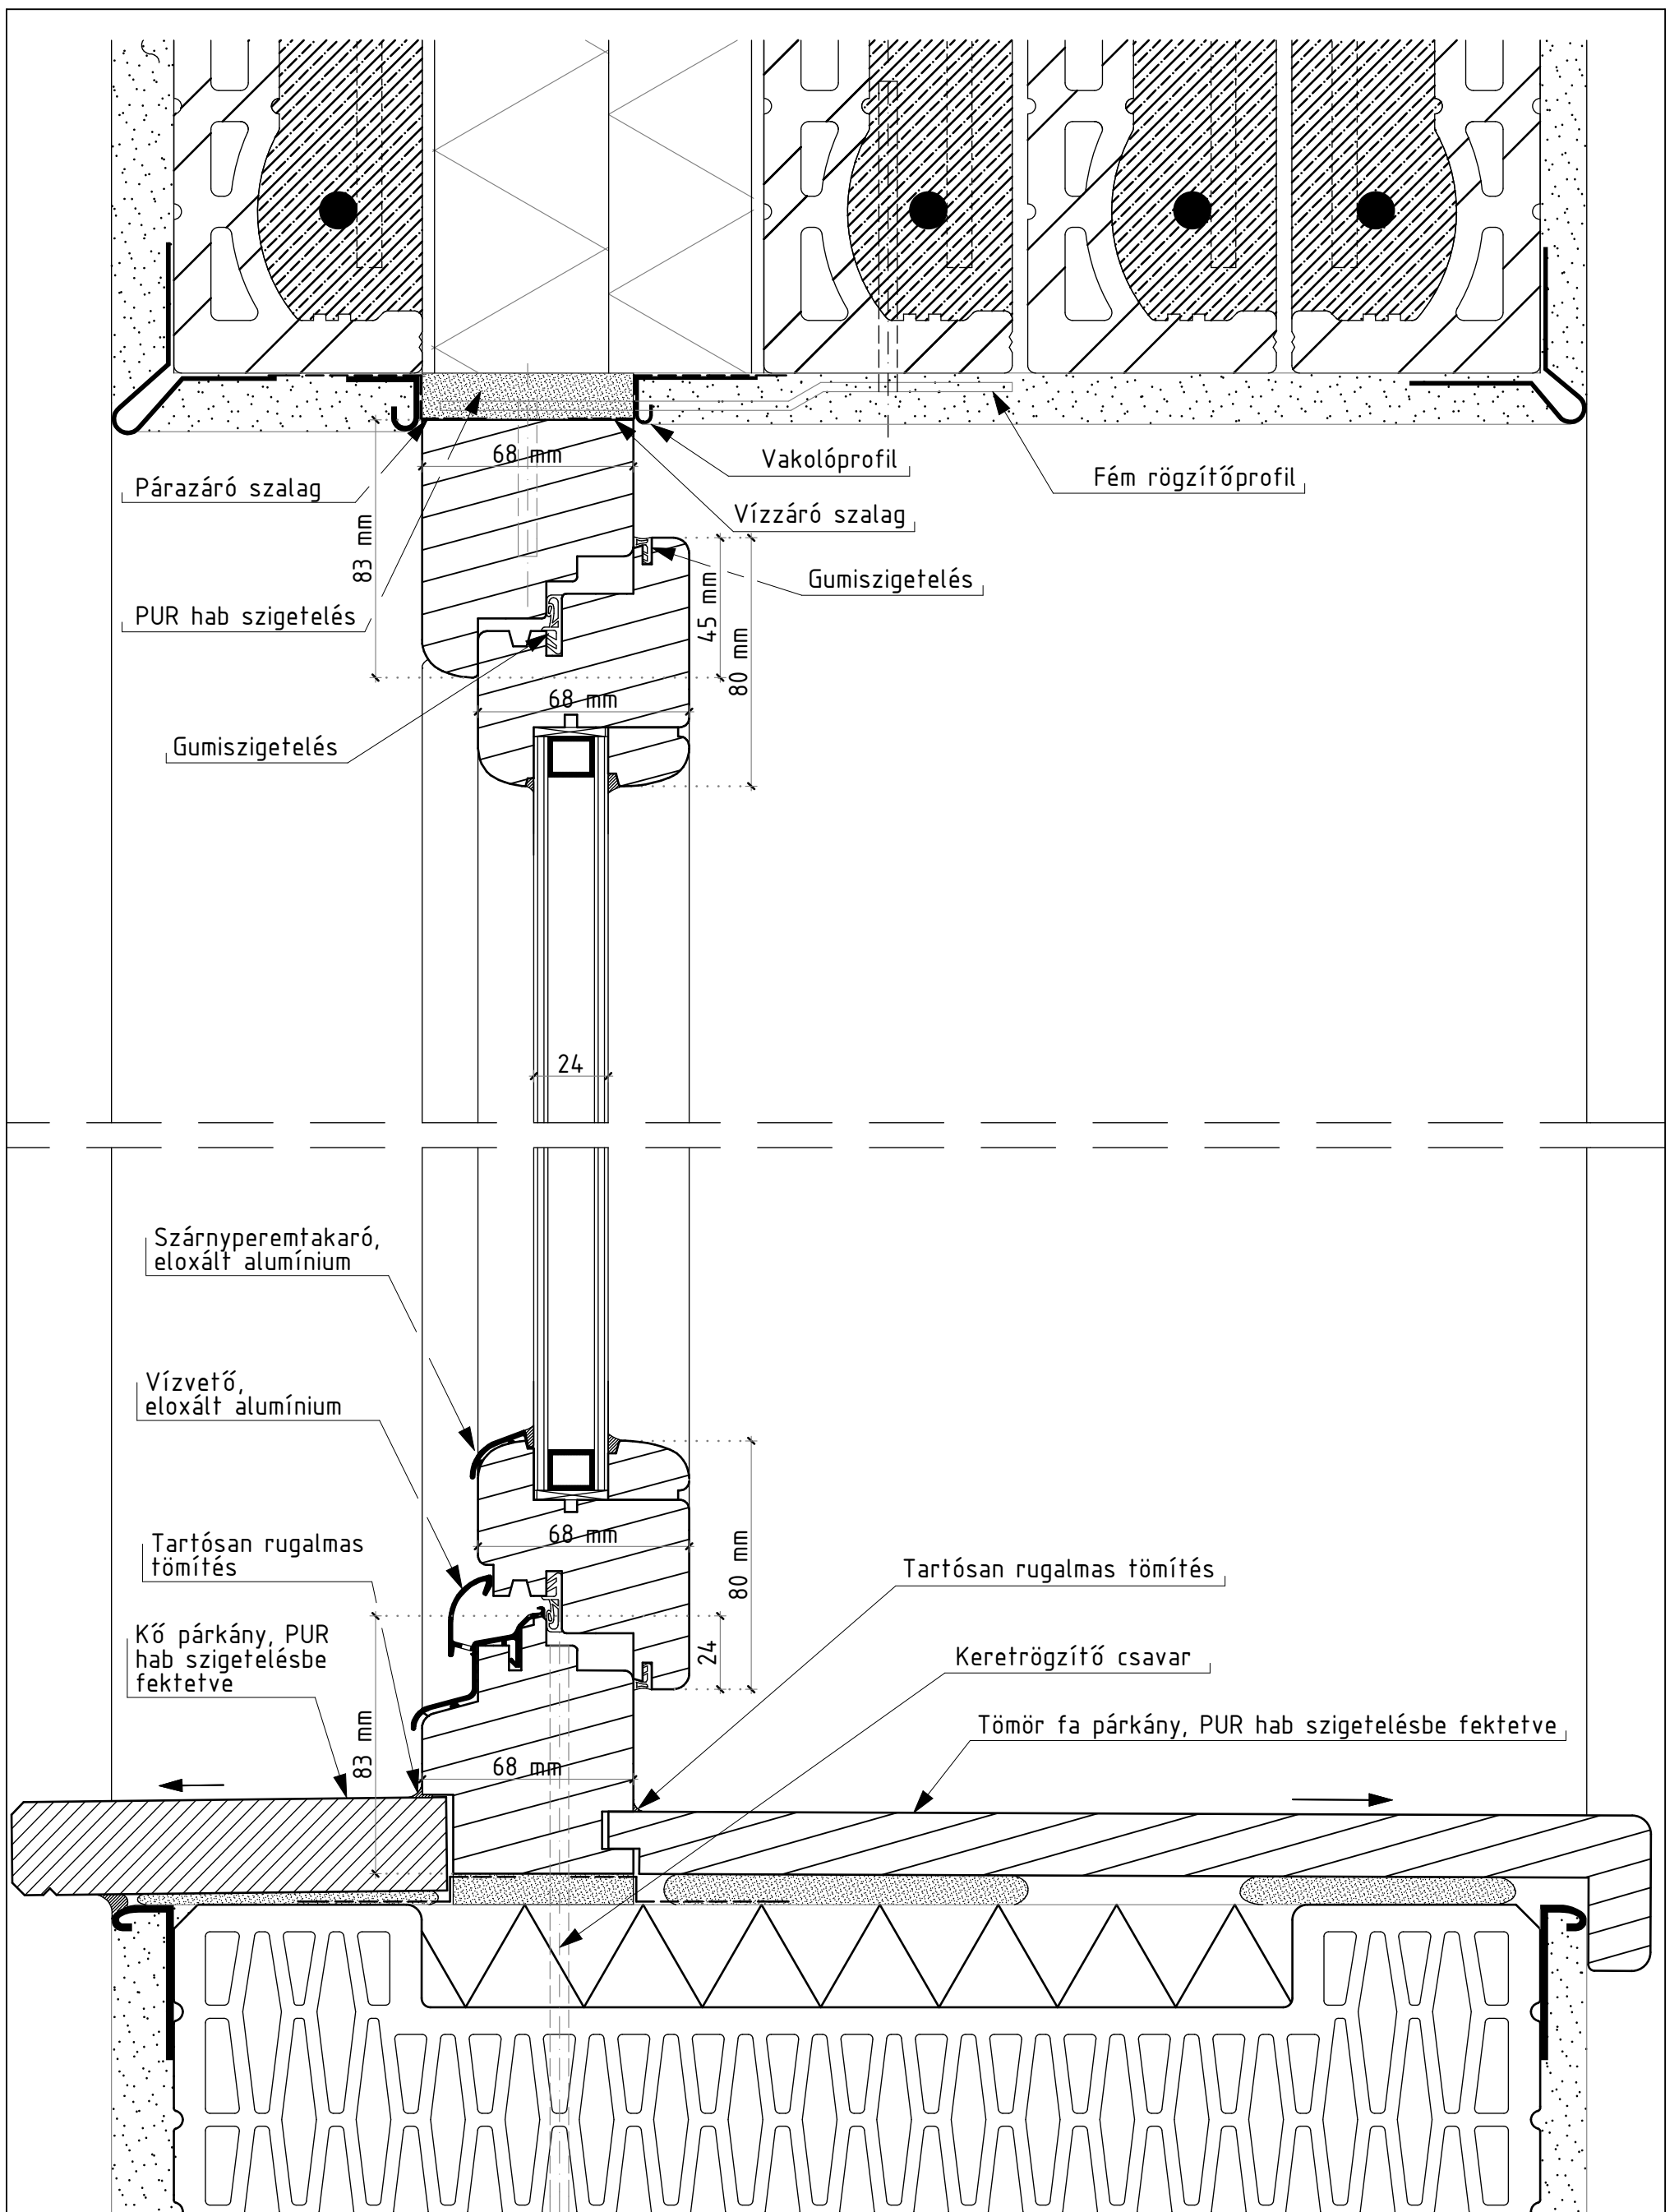 68 mm
Vakolóprofil
Fém rögzítőprofil
Párazáró szalag
Vízzáró szalag
83 mm
Gumiszigetelés
45 mm
PUR hab szigetelés
80 mm
68 mm
Gumiszigetelés
24
Szárnyperemtakaró,
eloxált alumínium
Vízvető,
eloxált alumínium
68 mm
Tartósan rugalmas
tömítés
80 mm
Tartósan rugalmas tömítés
Kő párkány, PUR
hab szigetelésbe
fektetve
24
Keretrögzítő csavar
83 mm
Tömör fa párkány, PUR hab szigetelésbe fektetve
68 mm